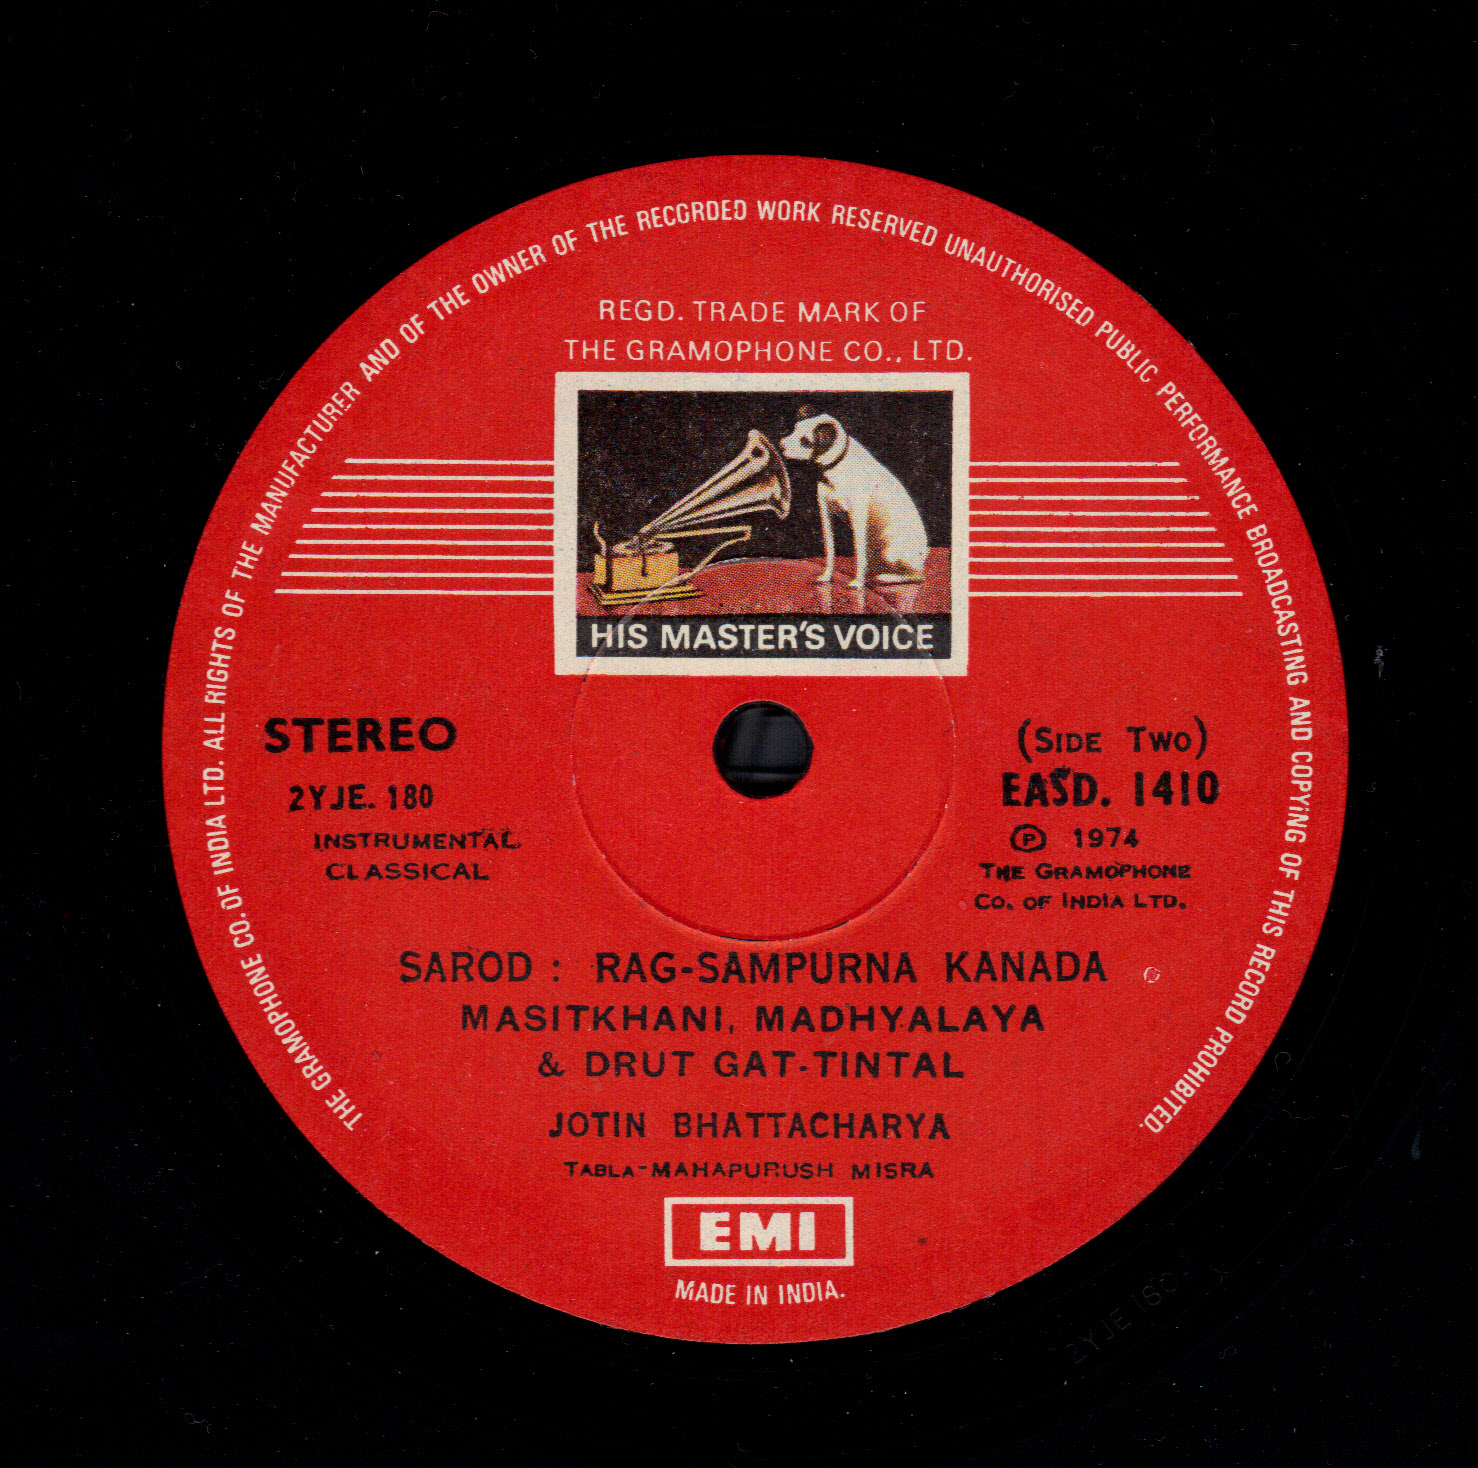 THE GRAMOPHONE CO. OF INDIA LTD. ALL RIGHTS OF THE MANUFACTURER AND OF THE OWNER OF THE RECORDED WORK RESERVED UNAUTHORISED PUBLIC PERFORMANCE BROADCASTING AND COPYING OF THIS RECORD PROHIBITED.
REGD. TRADE MARK OF
THE GRAMOPHONE CO., LTD.
HIS MASTER'S VOICE
STEREO
2YJE. 180
INSTRUMENTAL
CLASSICAL
(SIDE TWO)
EASD. 1410
℗ 1974
THE GRAMOPHONE
CO. OF INDIA LTD.
SAROD : RAG-SAMPURNA KANADA
MASITKHANI, MADHYALAYA
& DRUT GAT-TINTAL
JOTIN BHATTACHARYA
TABLA-MAHAPURUSH MISRA
EMI
MADE IN INDIA.
2YJE 180-1